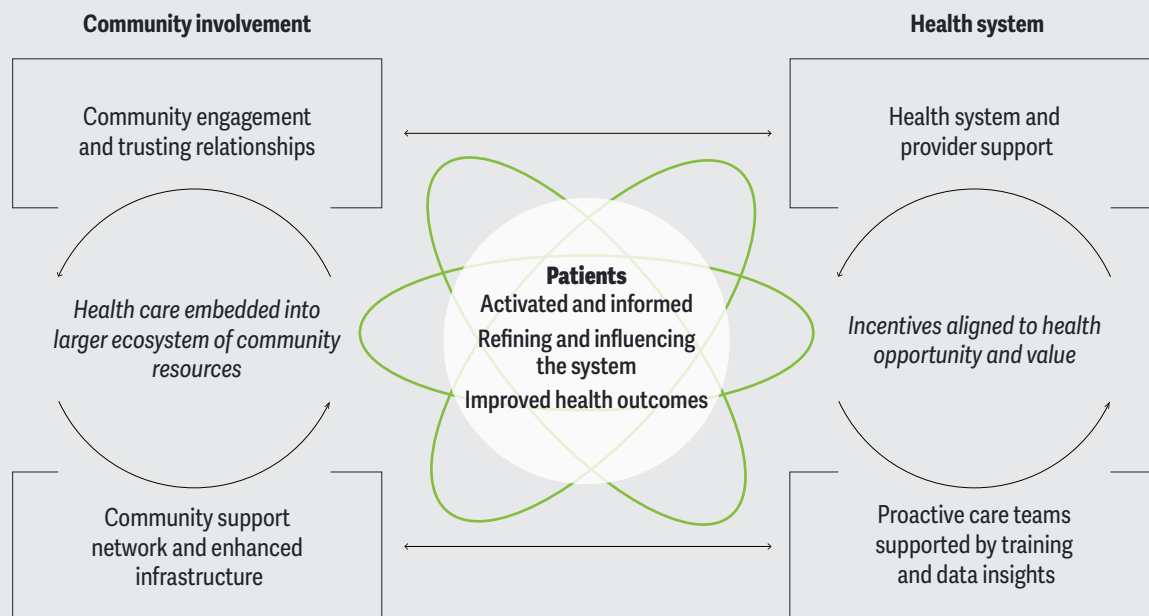 Community involvement
Health system
Community engagement
and trusting relationships
Health system and
provider support
Health care embedded into
larger ecosystem of community
resources
Patients
Activated and informed
Refining and influencing
the system
Improved health outcomes
Incentives aligned to health
opportunity and value
Community support
network and enhanced
infrastructure
Proactive care teams
supported by training
and data insights